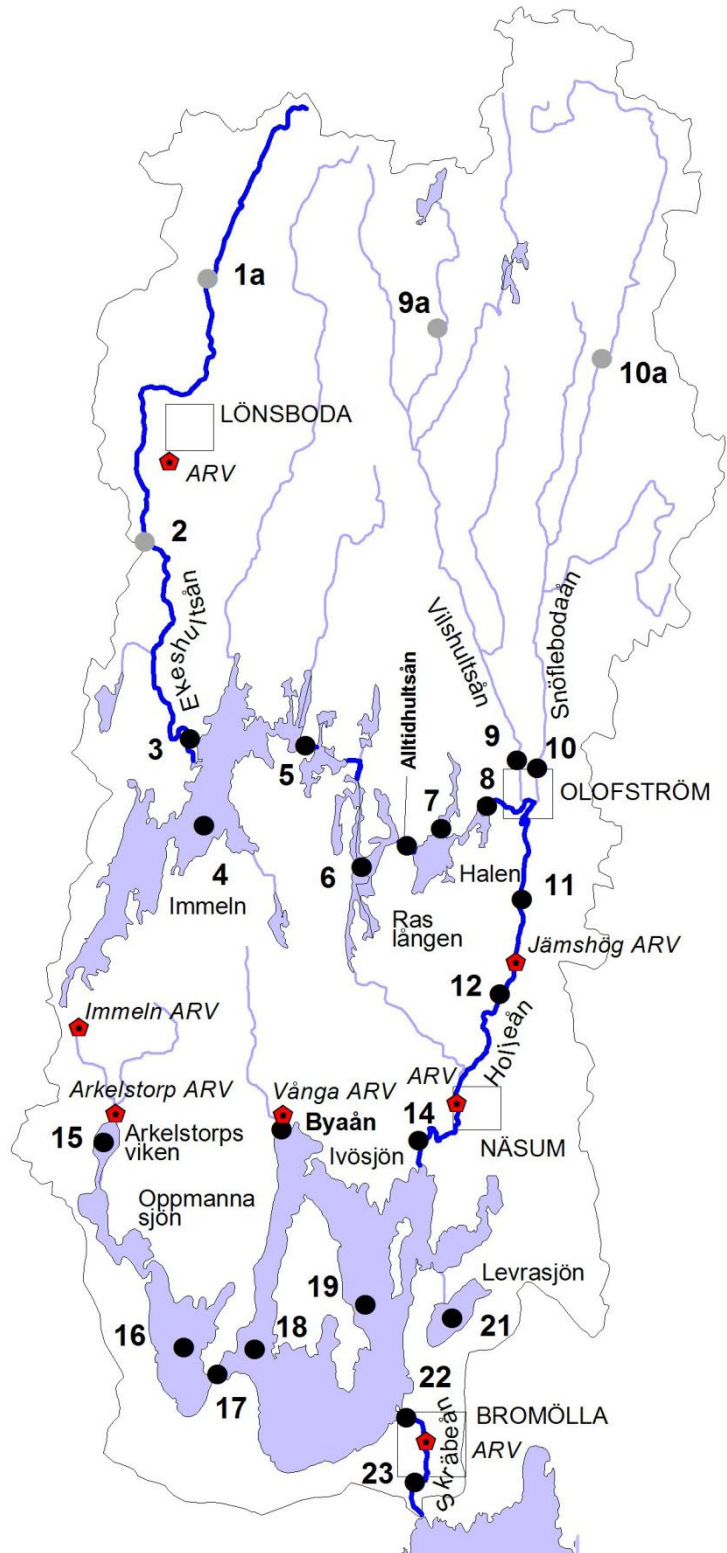 1a
9a
10a
LÖNSBODA
ARV
2
Ekeshultsån
Vilshultsån
Snöflebodaån
Alltidhultsån
3
5
9
10
8
7
OLOFSTRÖM
4
6
Halen
11
Immeln
Ras
lången
Jämshög ARV
12
Immeln ARV
Holjeån
Arkelstorp ARV
Vånga ARV
ARV
15
Arkelstorps
viken
Byaån
14
Ivösjön
NÄSUM
Oppmanna
sjön
Levrasjön
19
21
16
18
17
22
BROMÖLLA
Skräbeån
ARV
23